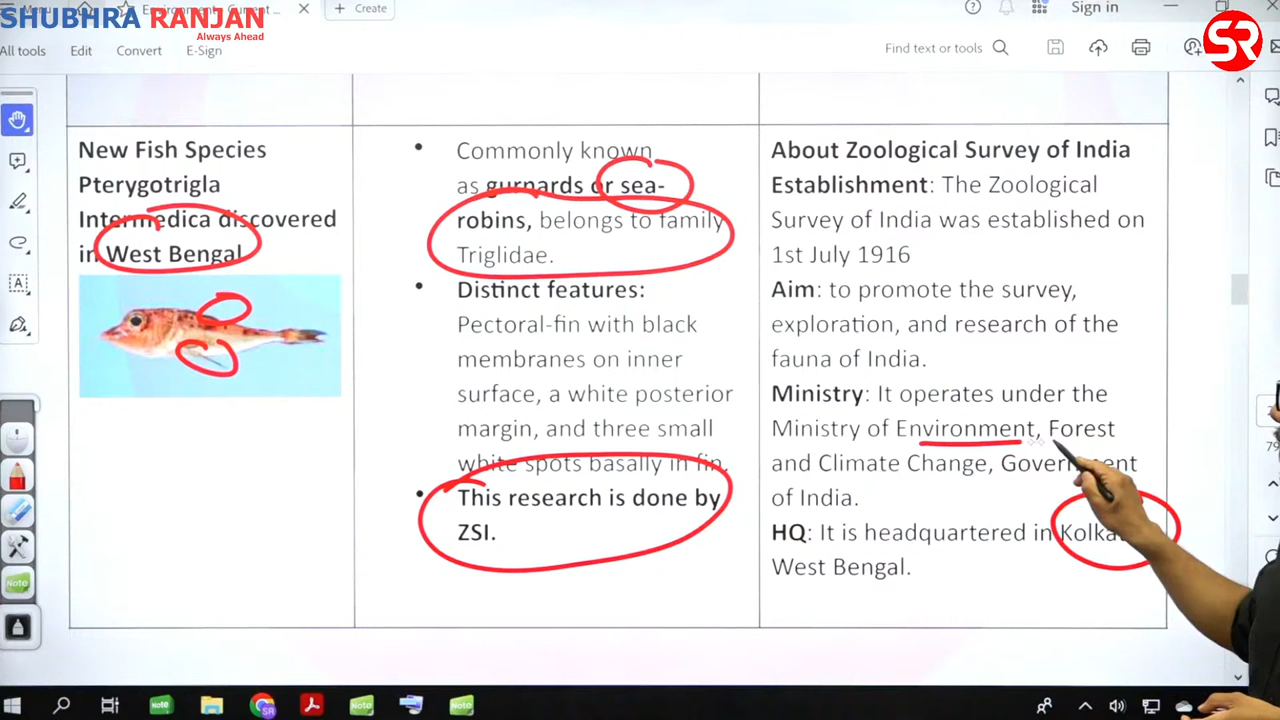 SHUBHRA RANJAN
Always Ahead
Create
Sign in
All tools
Edit
Convert
E-Sign
Find text or tools
SR
New Fish Species
Pterygotrigla
Intermedica discovered
in West Bengal
• Commonly known
as gurnards or sea-
robins, belongs to family
Triglidae.
• Distinct features:
Pectoral-fin with black
membranes on inner
surface, a white posterior
margin, and three small
white spots basally in fin.
• This research is done by
ZSI.
About Zoological Survey of India
Establishment: The Zoological
Survey of India was established on
1st July 1916
Aim: to promote the survey,
exploration, and research of the
fauna of India.
Ministry: It operates under the
Ministry of Environment, Forest
and Climate Change, Government
of India.
HQ: It is headquartered in
West Bengal.
Note
Note
Note
Note